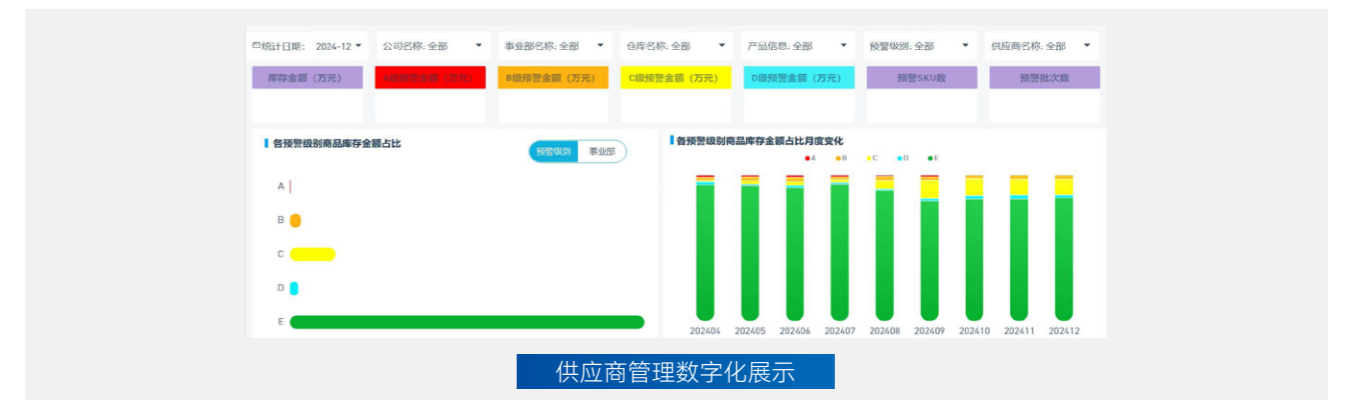 统计日期: 2024-12 公司名称: 全部 事业部名称: 全部 仓库名称: 全部 产品信息: 全部 预警级别: 全部 供应商名称: 全部
库存金额（万元） A级预警金额（万元） B级预警金额（万元） C级预警金额（万元） D级预警金额（万元） 预警SKU数 预警批次数
各预警级别商品库存金额占比
预警级别 事业部
A
B
C
D
E
各预警级别商品库存金额占比月度变化
A B C D E
202404 202405 202406 202407 202408 202409 202410 202411 202412
供应商管理数字化展示